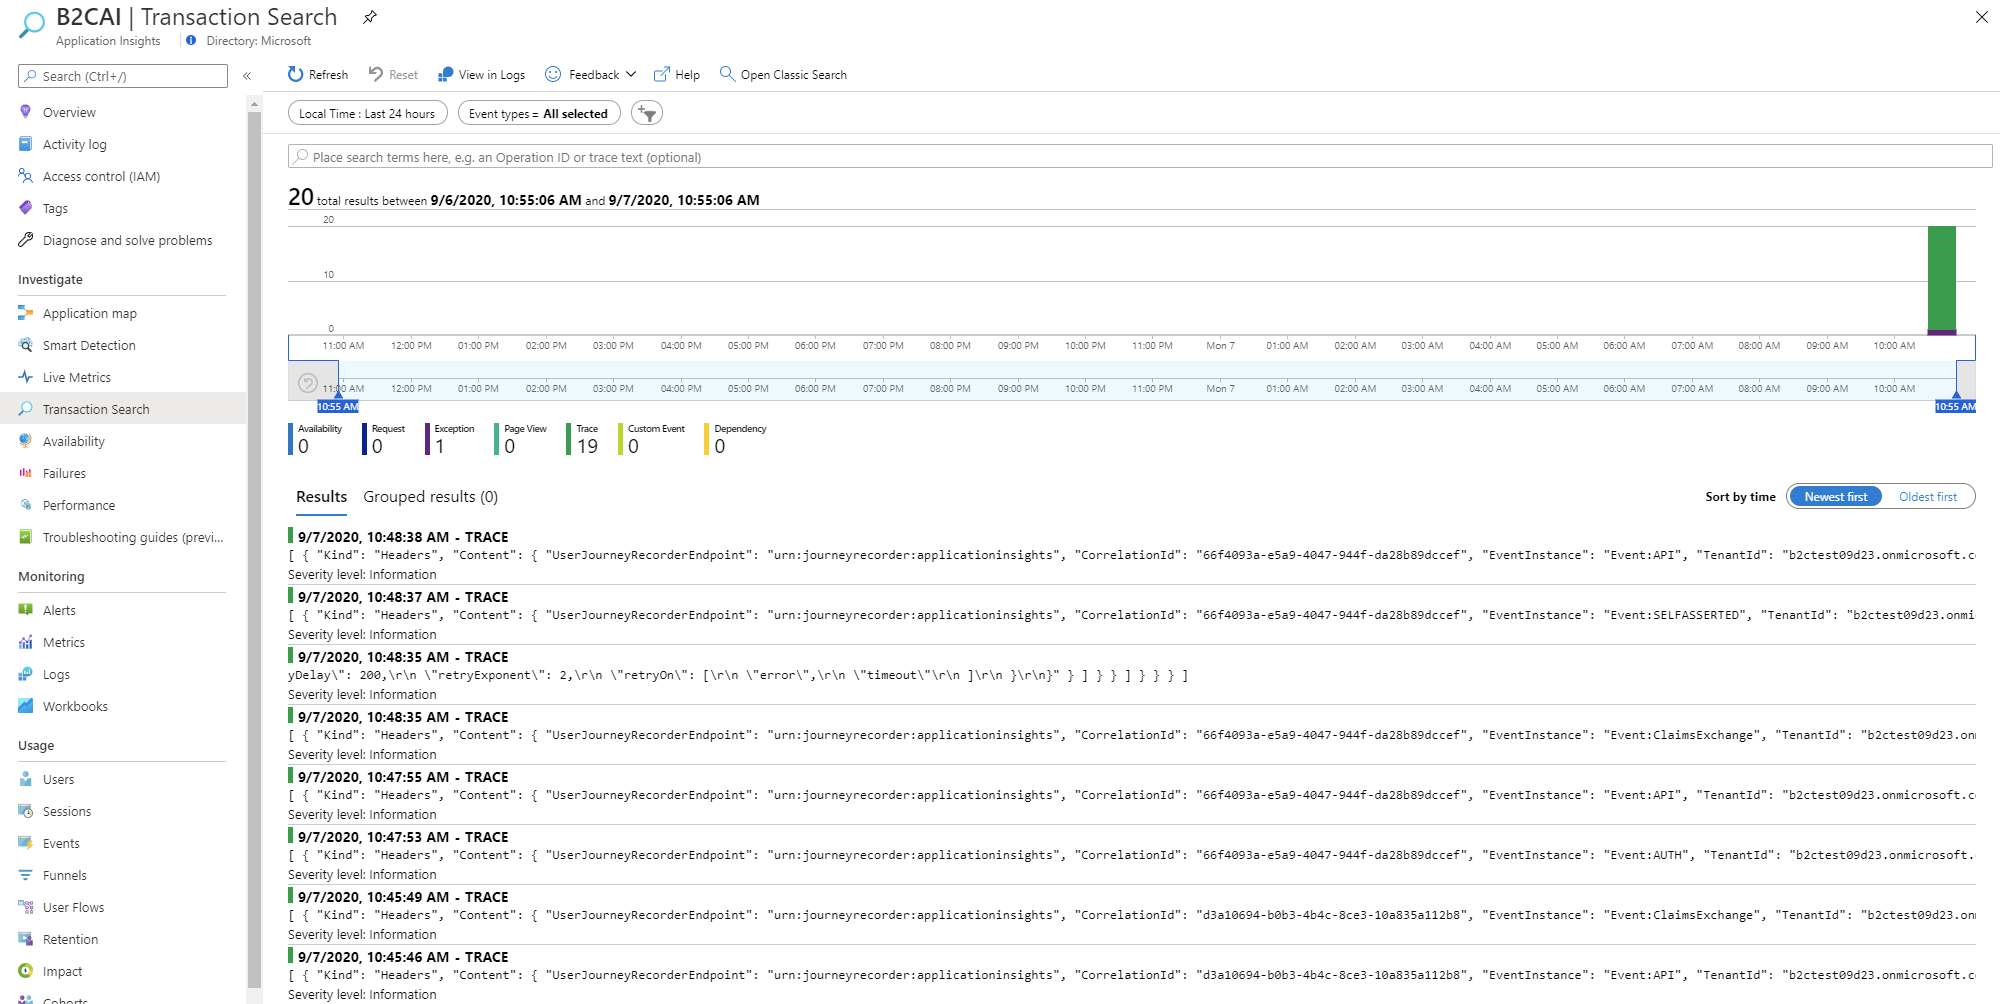 B2CAI | Transaction Search
Application Insights
Directory: Microsoft
Search (Ctrl+/)
«
Overview
Activity log
Access control (IAM)
Tags
Diagnose and solve problems
Investigate
Application map
Smart Detection
Live Metrics
Transaction Search
Availability
Failures
Performance
Troubleshooting guides (previ...
Monitoring
Alerts
Metrics
Logs
Workbooks
Usage
Users
Sessions
Events
Funnels
User Flows
Retention
Impact
Cohorts
Refresh Reset View in Logs Feedback Help Open Classic Search
Local Time : Last 24 hours Event types = All selected
Place search terms here, e.g. an Operation ID or trace text (optional)
20 total results between 9/6/2020, 10:55:06 AM and 9/7/2020, 10:55:06 AM
20
10
0
11:00 AM 12:00 PM 01:00 PM 02:00 PM 03:00 PM 04:00 PM 05:00 PM 06:00 PM 07:00 PM 08:00 PM 09:00 PM 10:00 PM 11:00 PM Mon 7 01:00 AM 02:00 AM 03:00 AM 04:00 AM 05:00 AM 06:00 AM 07:00 AM 08:00 AM 09:00 AM 10:00 AM
11:00 AM 12:00 PM 01:00 PM 02:00 PM 03:00 PM 04:00 PM 05:00 PM 06:00 PM 07:00 PM 08:00 PM 09:00 PM 10:00 PM 11:00 PM Mon 7 01:00 AM 02:00 AM 03:00 AM 04:00 AM 05:00 AM 06:00 AM 07:00 AM 08:00 AM 09:00 AM 10:00 AM
10:55 AM 10:55 AM
Availability Request Exception Page View Trace Custom Event Dependency
0 0 1 0 19 0 0
Results Grouped results (0) Sort by time Newest first Oldest first
9/7/2020, 10:48:38 AM - TRACE
[ { "Kind": "Headers", "Content": { "UserJourneyRecorderEndpoint": "urn:journeyrecorder:applicationinsights", "CorrelationId": "66f4093a-e5a9-4047-944f-da28b89dccef", "EventInstance": "Event:API", "TenantId": "b2ctest09d23.onmicrosoft.c
Severity level: Information
9/7/2020, 10:48:37 AM - TRACE
[ { "Kind": "Headers", "Content": { "UserJourneyRecorderEndpoint": "urn:journeyrecorder:applicationinsights", "CorrelationId": "66f4093a-e5a9-4047-944f-da28b89dccef", "EventInstance": "Event:SELFASSERTED", "TenantId": "b2ctest09d23.onmi
Severity level: Information
9/7/2020, 10:48:35 AM - TRACE
yDelay\": 200,\r\n \"retryExponent\": 2,\r\n \"retryOn\": [\r\n \"error\",\r\n \"timeout\"\r\n ]\r\n }\r\n}" } ] } } ] } } } ]
Severity level: Information
9/7/2020, 10:48:35 AM - TRACE
[ { "Kind": "Headers", "Content": { "UserJourneyRecorderEndpoint": "urn:journeyrecorder:applicationinsights", "CorrelationId": "66f4093a-e5a9-4047-944f-da28b89dccef", "EventInstance": "Event:ClaimsExchange", "TenantId": "b2ctest09d23.on
Severity level: Information
9/7/2020, 10:47:55 AM - TRACE
[ { "Kind": "Headers", "Content": { "UserJourneyRecorderEndpoint": "urn:journeyrecorder:applicationinsights", "CorrelationId": "66f4093a-e5a9-4047-944f-da28b89dccef", "EventInstance": "Event:API", "TenantId": "b2ctest09d23.onmicrosoft.c
Severity level: Information
9/7/2020, 10:47:53 AM - TRACE
[ { "Kind": "Headers", "Content": { "UserJourneyRecorderEndpoint": "urn:journeyrecorder:applicationinsights", "CorrelationId": "66f4093a-e5a9-4047-944f-da28b89dccef", "EventInstance": "Event:AUTH", "TenantId": "b2ctest09d23.onmicrosoft.
Severity level: Information
9/7/2020, 10:45:49 AM - TRACE
[ { "Kind": "Headers", "Content": { "UserJourneyRecorderEndpoint": "urn:journeyrecorder:applicationinsights", "CorrelationId": "d3a10694-b0b3-4b4c-8ce3-10a835a112b8", "EventInstance": "Event:ClaimsExchange", "TenantId": "b2ctest09d23.on
Severity level: Information
9/7/2020, 10:45:46 AM - TRACE
[ { "Kind": "Headers", "Content": { "UserJourneyRecorderEndpoint": "urn:journeyrecorder:applicationinsights", "CorrelationId": "d3a10694-b0b3-4b4c-8ce3-10a835a112b8", "EventInstance": "Event:API", "TenantId": "b2ctest09d23.onmicrosoft.c
Severity level: Information